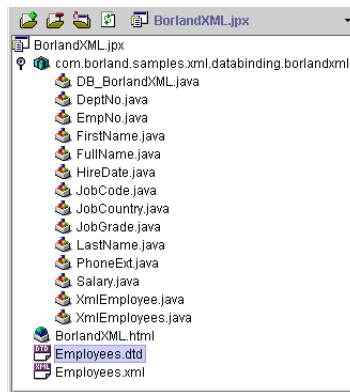 BorlandXML.jpx
BorlandXML.jpx
com.borland.samples.xml.databinding.borlandxml
DB_BorlandXML.java
DeptNo.java
EmpNo.java
FirstName.java
FullName.java
HireDate.java
JobCode.java
JobCountry.java
JobGrade.java
LastName.java
PhoneExt.java
Salary.java
XmlEmployee.java
XmlEmployees.java
BorlandXML.html
DTD Employees.dtd
XML Employees.xml